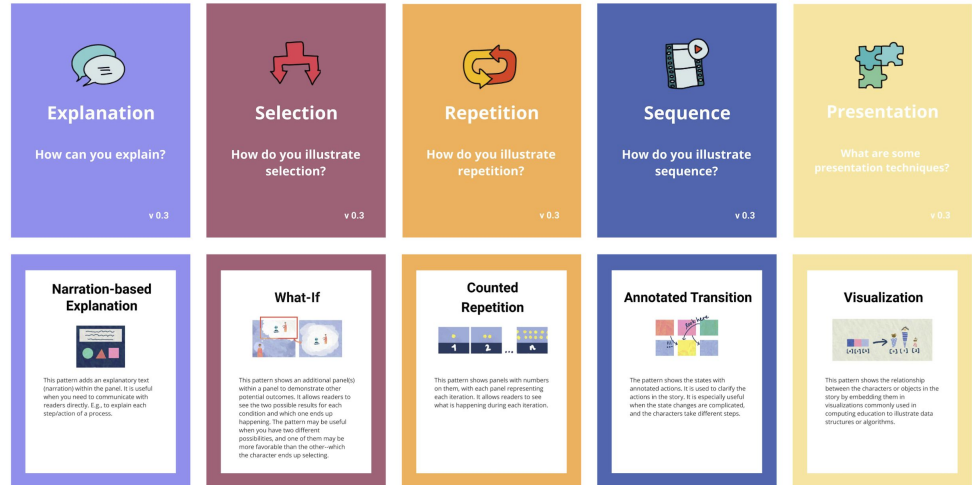 Explanation
How can you explain?
v 0.3
Selection
How do you illustrate
selection?
v 0.3
Repetition
How do you illustrate
repetition?
v 0.3
Sequence
How do you illustrate
sequence?
v 0.3
Presentation
What are some
presentation techniques?
v 0.3
Narration-based
Explanation
This pattern adds an explanatory text
(narration) within the panel. It is useful
when you need to communicate with
readers directly. E.g., to explain each
step/action of a process.
What-If
This pattern shows an additional panel(s)
within a panel to demonstrate other
potential outcomes. It allows readers to
see the two possible results for each
condition and which one ends up
happening. The pattern may be useful
when you have two different
possibilities, and one of them may be
more favorable than the other--which
the character ends up selecting.
Counted
Repetition
1 2 ... n
This pattern shows panels with numbers
on them, with each panel representing
each iteration. It allows readers to see
what is happening during each iteration.
Annotated Transition
look here
The pattern shows the states with
annotated actions. It is used to clarify the
actions in the story. It is especially useful
when the state changes are complicated,
and the characters take different steps.
Visualization
This pattern shows the relationship
between the characters or objects in the
story by embedding them in
visualizations commonly used in
computing education to illustrate data
structures or algorithms.